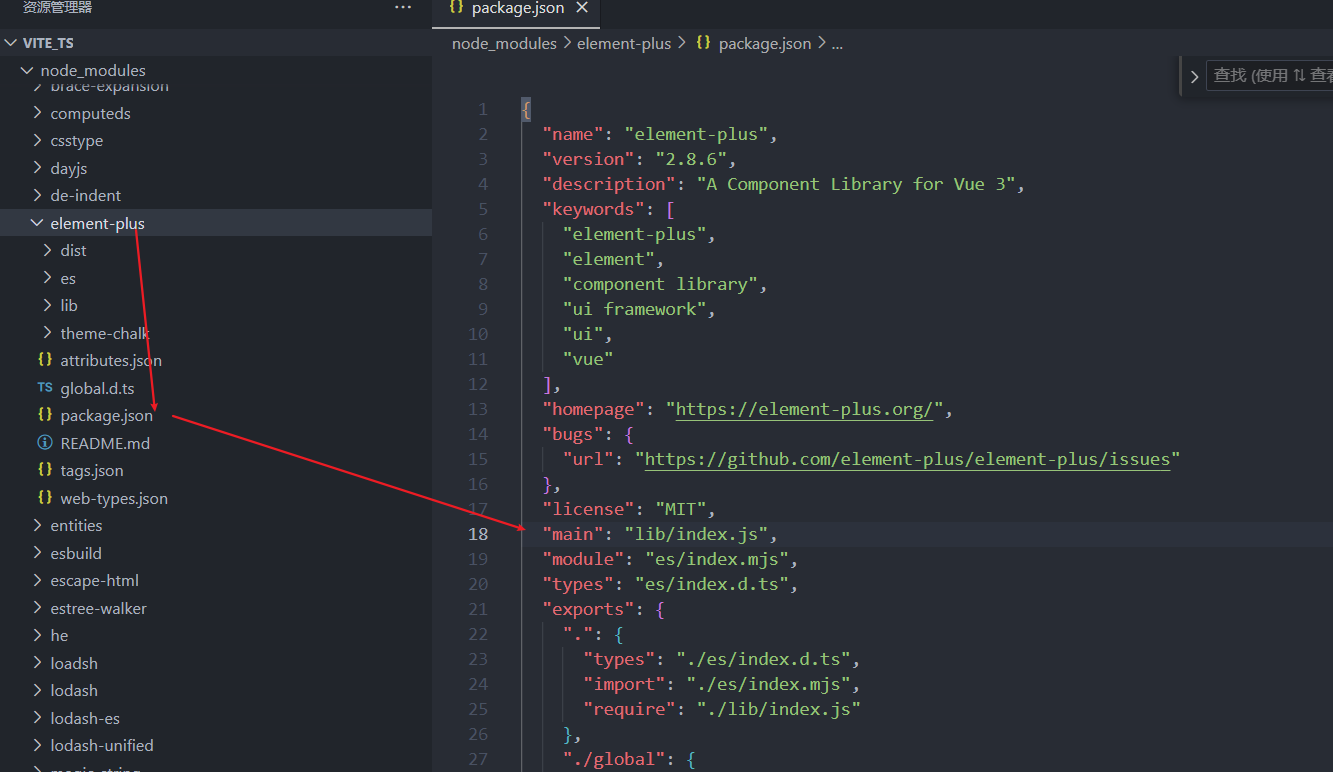 资源管理器
···
{} package.json ×
VITE_TS
node_modules > element-plus > {} package.json > ...
node_modules
brace-expansion
computeds
csstype
dayjs
de-indent
element-plus
dist
es
lib
theme-chalk
{} attributes.json
TS global.d.ts
{} package.json
README.md
{} tags.json
{} web-types.json
entities
esbuild
escape-html
estree-walker
he
loadsh
lodash
lodash-es
lodash-unified
magic-string
查找 (使用 ⇅ 查看
1 {
2 "name": "element-plus",
3 "version": "2.8.6",
4 "description": "A Component Library for Vue 3",
5 "keywords": [
6 "element-plus",
7 "element",
8 "component library",
9 "ui framework",
10 "ui",
11 "vue"
12 ],
13 "homepage": "https://element-plus.org/",
14 "bugs": {
15 "url": "https://github.com/element-plus/element-plus/issues"
16 },
17 "license": "MIT",
18 "main": "lib/index.js",
19 "module": "es/index.mjs",
20 "types": "es/index.d.ts",
21 "exports": {
22 ".": {
23 "types": "./es/index.d.ts",
24 "import": "./es/index.mjs",
25 "require": "./lib/index.js"
26 },
27 "./global": {